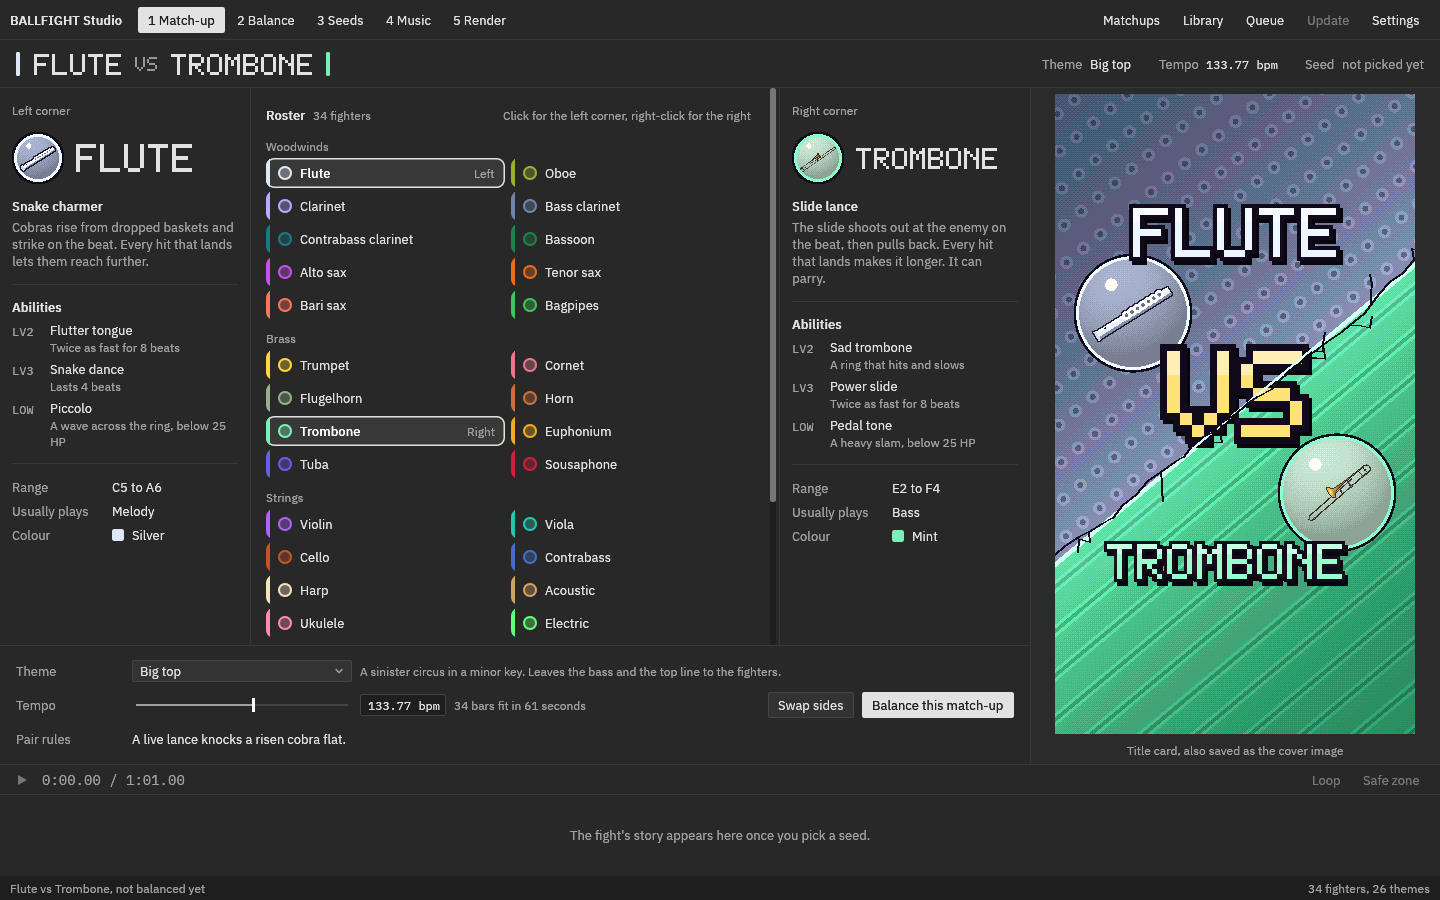 BALLFIGHT Studio
1 Match-up
2 Balance
3 Seeds
4 Music
5 Render
Matchups
Library
Queue
Update
Settings
FLUTE VS TROMBONE
Theme Big top
Tempo 133.77 bpm
Seed not picked yet
Left corner
FLUTE
Snake charmer
Cobras rise from dropped baskets and
strike on the beat. Every hit that lands
lets them reach further.
Abilities
LV2 Flutter tongue
Twice as fast for 8 beats
LV3 Snake dance
Lasts 4 beats
LOW Piccolo
A wave across the ring, below 25
HP
Range C5 to A6
Usually plays Melody
Colour Silver
Roster 34 fighters
Click for the left corner, right-click for the right
Woodwinds
Flute Left
Oboe
Clarinet
Bass clarinet
Contrabass clarinet
Bassoon
Alto sax
Tenor sax
Bari sax
Bagpipes
Brass
Trumpet
Cornet
Flugelhorn
Horn
Trombone Right
Euphonium
Tuba
Sousaphone
Strings
Violin
Viola
Cello
Contrabass
Harp
Acoustic
Ukulele
Electric
Right corner
TROMBONE
Slide lance
The slide shoots out at the enemy on
the beat, then pulls back. Every hit
that lands makes it longer. It can
parry.
Abilities
LV2 Sad trombone
A ring that hits and slows
LV3 Power slide
Twice as fast for 8 beats
LOW Pedal tone
A heavy slam, below 25 HP
Range E2 to F4
Usually plays Bass
Colour Mint
FLUTE
VS
TROMBONE
Title card, also saved as the cover image
Theme Big top A sinister circus in a minor key. Leaves the bass and the top line to the fighters.
Tempo 133.77 bpm 34 bars fit in 61 seconds
Swap sides
Balance this match-up
Pair rules A live lance knocks a risen cobra flat.
0:00.00 / 1:01.00
Loop
Safe zone
The fight's story appears here once you pick a seed.
Flute vs Trombone, not balanced yet
34 fighters, 26 themes